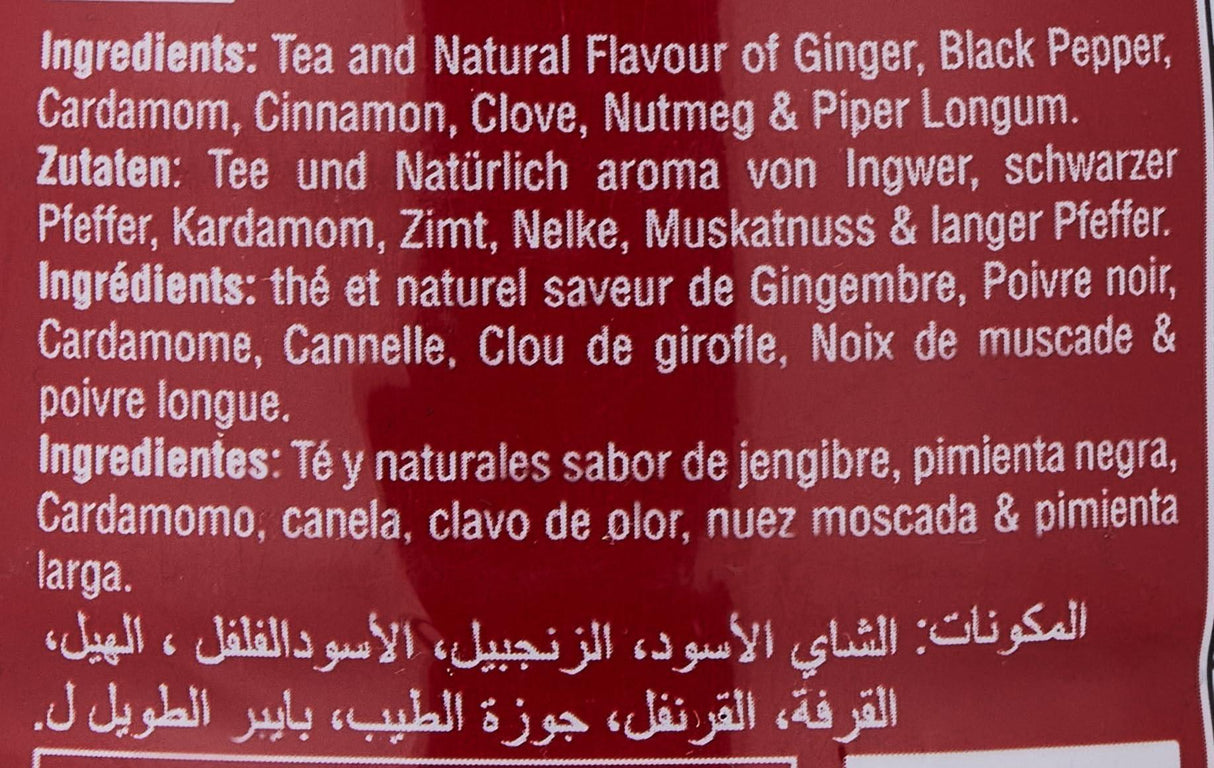 Ingredients: Tea and Natural Flavour of Ginger, Black Pepper,
Cardamom, Cinnamon, Clove, Nutmeg & Piper Longum.
Zutaten: Tee und Natürlich aroma von Ingwer, schwarzer
Pfeffer, Kardamom, Zimt, Nelke, Muskatnuss & langer Pfeffer.
Ingrédients: thé et naturel saveur de Gingembre, Poivre noir,
Cardamome, Cannelle, Clou de girofle, Noix de muscade &
poivre longue.
Ingredientes: Té y naturales sabor de jengibre, pimienta negra,
Cardamomo, canela, clavo de olor, nuez moscada & pimienta
larga.
المكونات: الشاي الأسود، الزنجبيل، الأسودالفلفل ، الهيل،
القرفة، القرنفل، جوزة الطيب، بايبر الطويل ل.